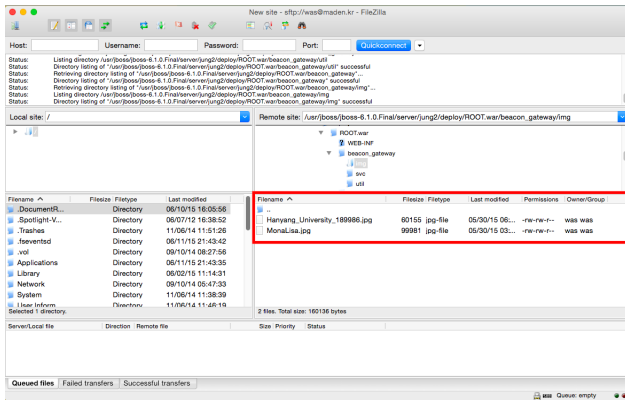 New site - sftp://was@maden.kr - FileZilla
Host: Username: Password: Port: Quickconnect
Status: Listing directory /usr/jboss/jboss-6.1.0.Final/server/jung2/deploy/ROOT.war/beacon_gateway/util
Status: Directory listing of "/usr/jboss/jboss-6.1.0.Final/server/jung2/deploy/ROOT.war/beacon_gateway/util" successful
Status: Retrieving directory listing of "/usr/jboss/jboss-6.1.0.Final/server/jung2/deploy/ROOT.war/beacon_gateway"...
Status: Directory listing of "/usr/jboss/jboss-6.1.0.Final/server/jung2/deploy/ROOT.war/beacon_gateway" successful
Status: Retrieving directory listing of "/usr/jboss/jboss-6.1.0.Final/server/jung2/deploy/ROOT.war/beacon_gateway/img"...
Status: Listing directory /usr/jboss/jboss-6.1.0.Final/server/jung2/deploy/ROOT.war/beacon_gateway/img
Status: Directory listing of "/usr/jboss/jboss-6.1.0.Final/server/jung2/deploy/ROOT.war/beacon_gateway/img" successful
Local site: /
Remote site: /usr/jboss/jboss-6.1.0.Final/server/jung2/deploy/ROOT.war/beacon_gateway/img
/
ROOT.war
WEB-INF
beacon_gateway
img
svc
util
Filename Filesize Filetype Last modified
.DocumentR... Directory 06/10/15 16:05:56
.Spotlight-V... Directory 06/07/12 16:38:52
.Trashes Directory 11/06/14 11:51:26
.fseventsd Directory 06/11/15 21:43:42
.vol Directory 09/10/14 08:27:56
Applications Directory 06/11/15 21:43:35
Library Directory 06/02/15 11:14:31
Network Directory 09/10/14 05:47:33
System Directory 11/06/14 11:38:39
User Inform Directory 11/06/14 11:46:19
Selected 1 directory.
Filename Filesize Filetype Last modified Permissions Owner/Group
..
Hanyang_University_189986.jpg 60155 jpg-file 05/30/15 06:... -rw-rw-r-- was was
MonaLisa.jpg 99981 jpg-file 05/30/15 03:... -rw-rw-r-- was was
2 files. Total size: 160136 bytes
Server/Local file Direction Remote file Size Priority Status
Queued files Failed transfers Successful transfers
Queue: empty